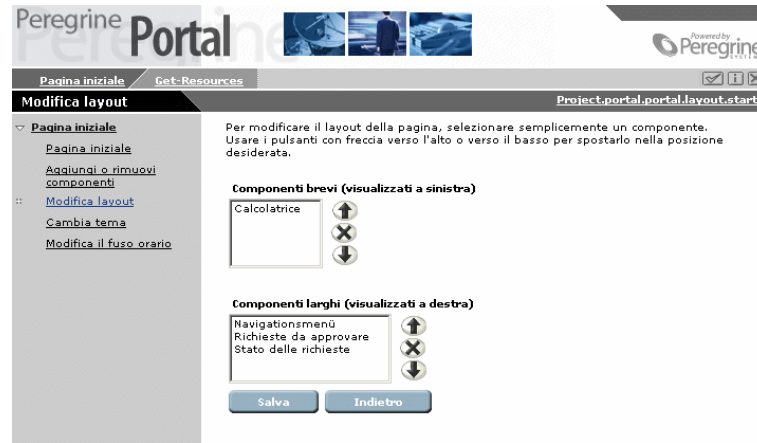 Peregrine Portal
Powered by
Peregrine
SYSTEM
Pagina iniziale
Get-Resources
Modifica layout
Project.portal.portal.layout.start
Pagina iniziale
Pagina iniziale
Aggiungi o rimuovi
componenti
Modifica layout
Cambia tema
Modifica il fuso orario
Per modificare il layout della pagina, selezionare semplicemente un componente.
Usare i pulsanti con freccia verso l'alto o verso il basso per spostarlo nella posizione
desiderata.
Componenti brevi (visualizzati a sinistra)
Calcolatrice
Componenti larghi (visualizzati a destra)
Navigationsmenü
Richieste da approvare
Stato delle richieste
Salva
Indietro